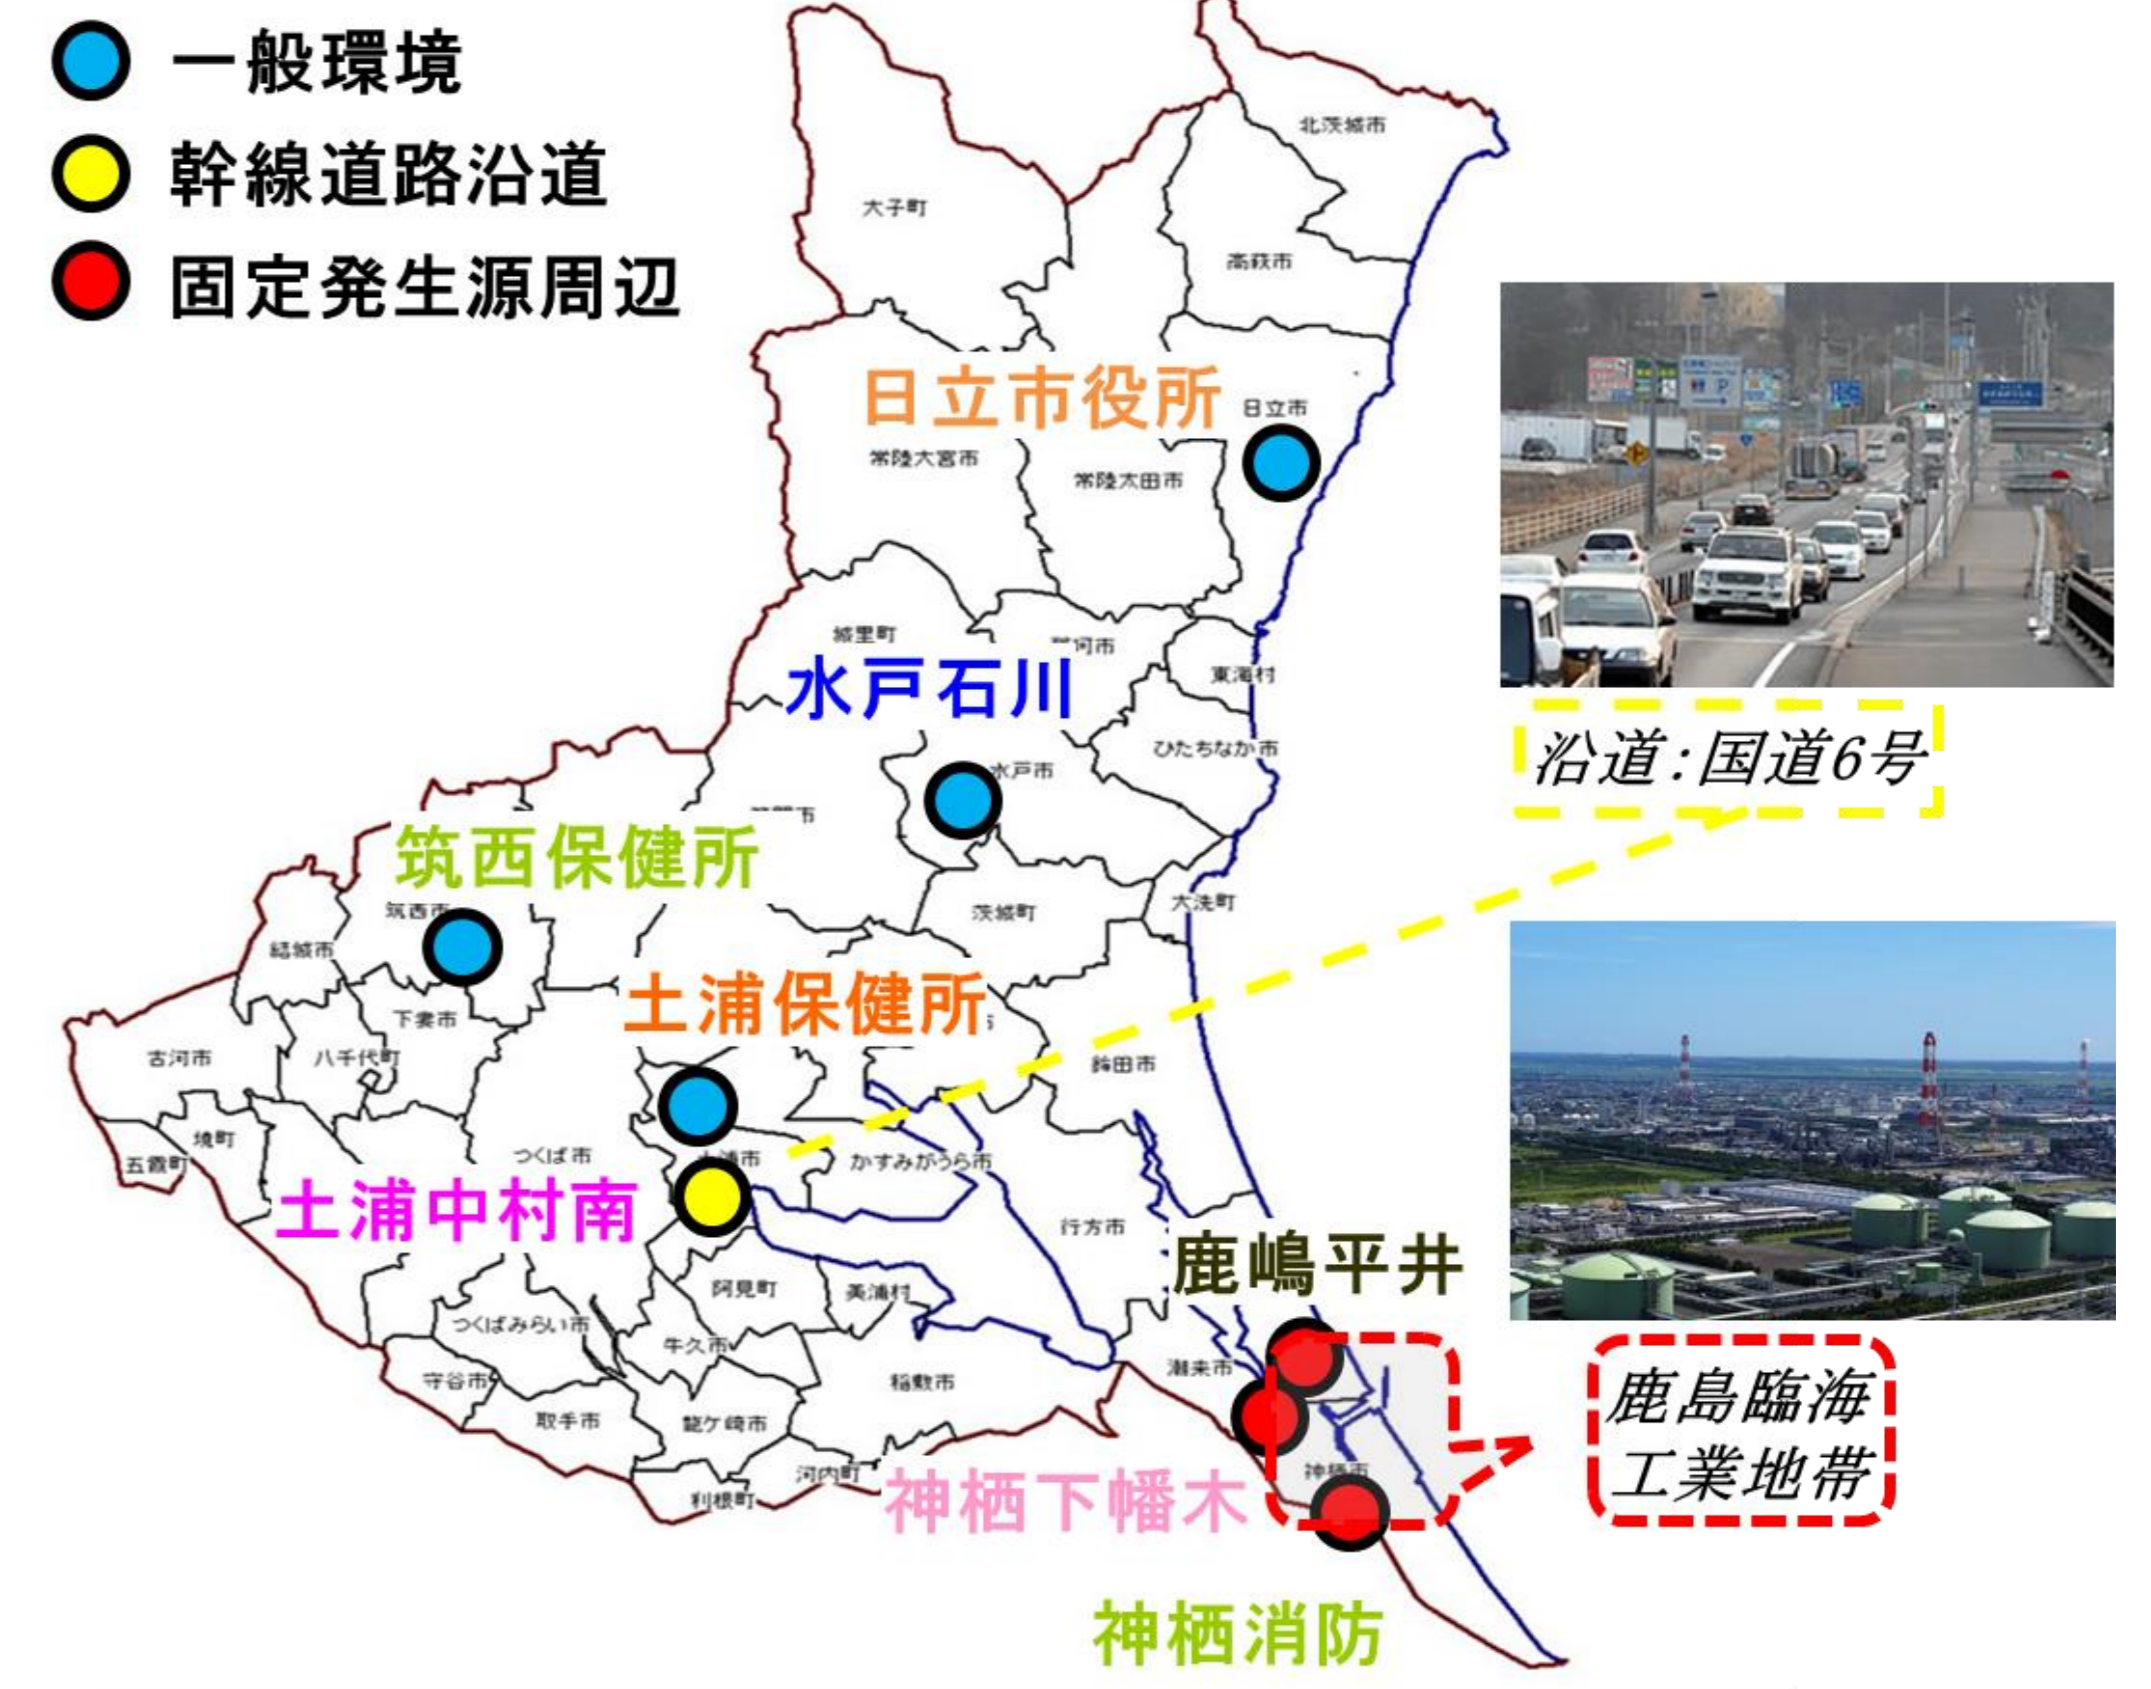 一般環境
幹線道路沿道
固定発生源周辺
北茨城市
大子町
高萩市
日立市役所
日立市
常陸大宮市
常陸太田市
城里町
東海村
水戸石川
ひたちなか市
沿道:国道6号
水戸市
筑西保健所
筑西市
茨城町
大洗町
結城市
土浦保健所
下妻市
古河市
八千代町
鉾田市
境町
五霞町
つくば市
かすみがうら市
土浦中村南
行方市
鹿嶋平井
阿見町
美浦村
つくばみらい市
牛久市
潮来市
守谷市
稲敷市
取手市
龍ケ崎市
鹿島臨海
工業地帯
神栖市
河内町
利根町
神栖下幡木
神栖消防